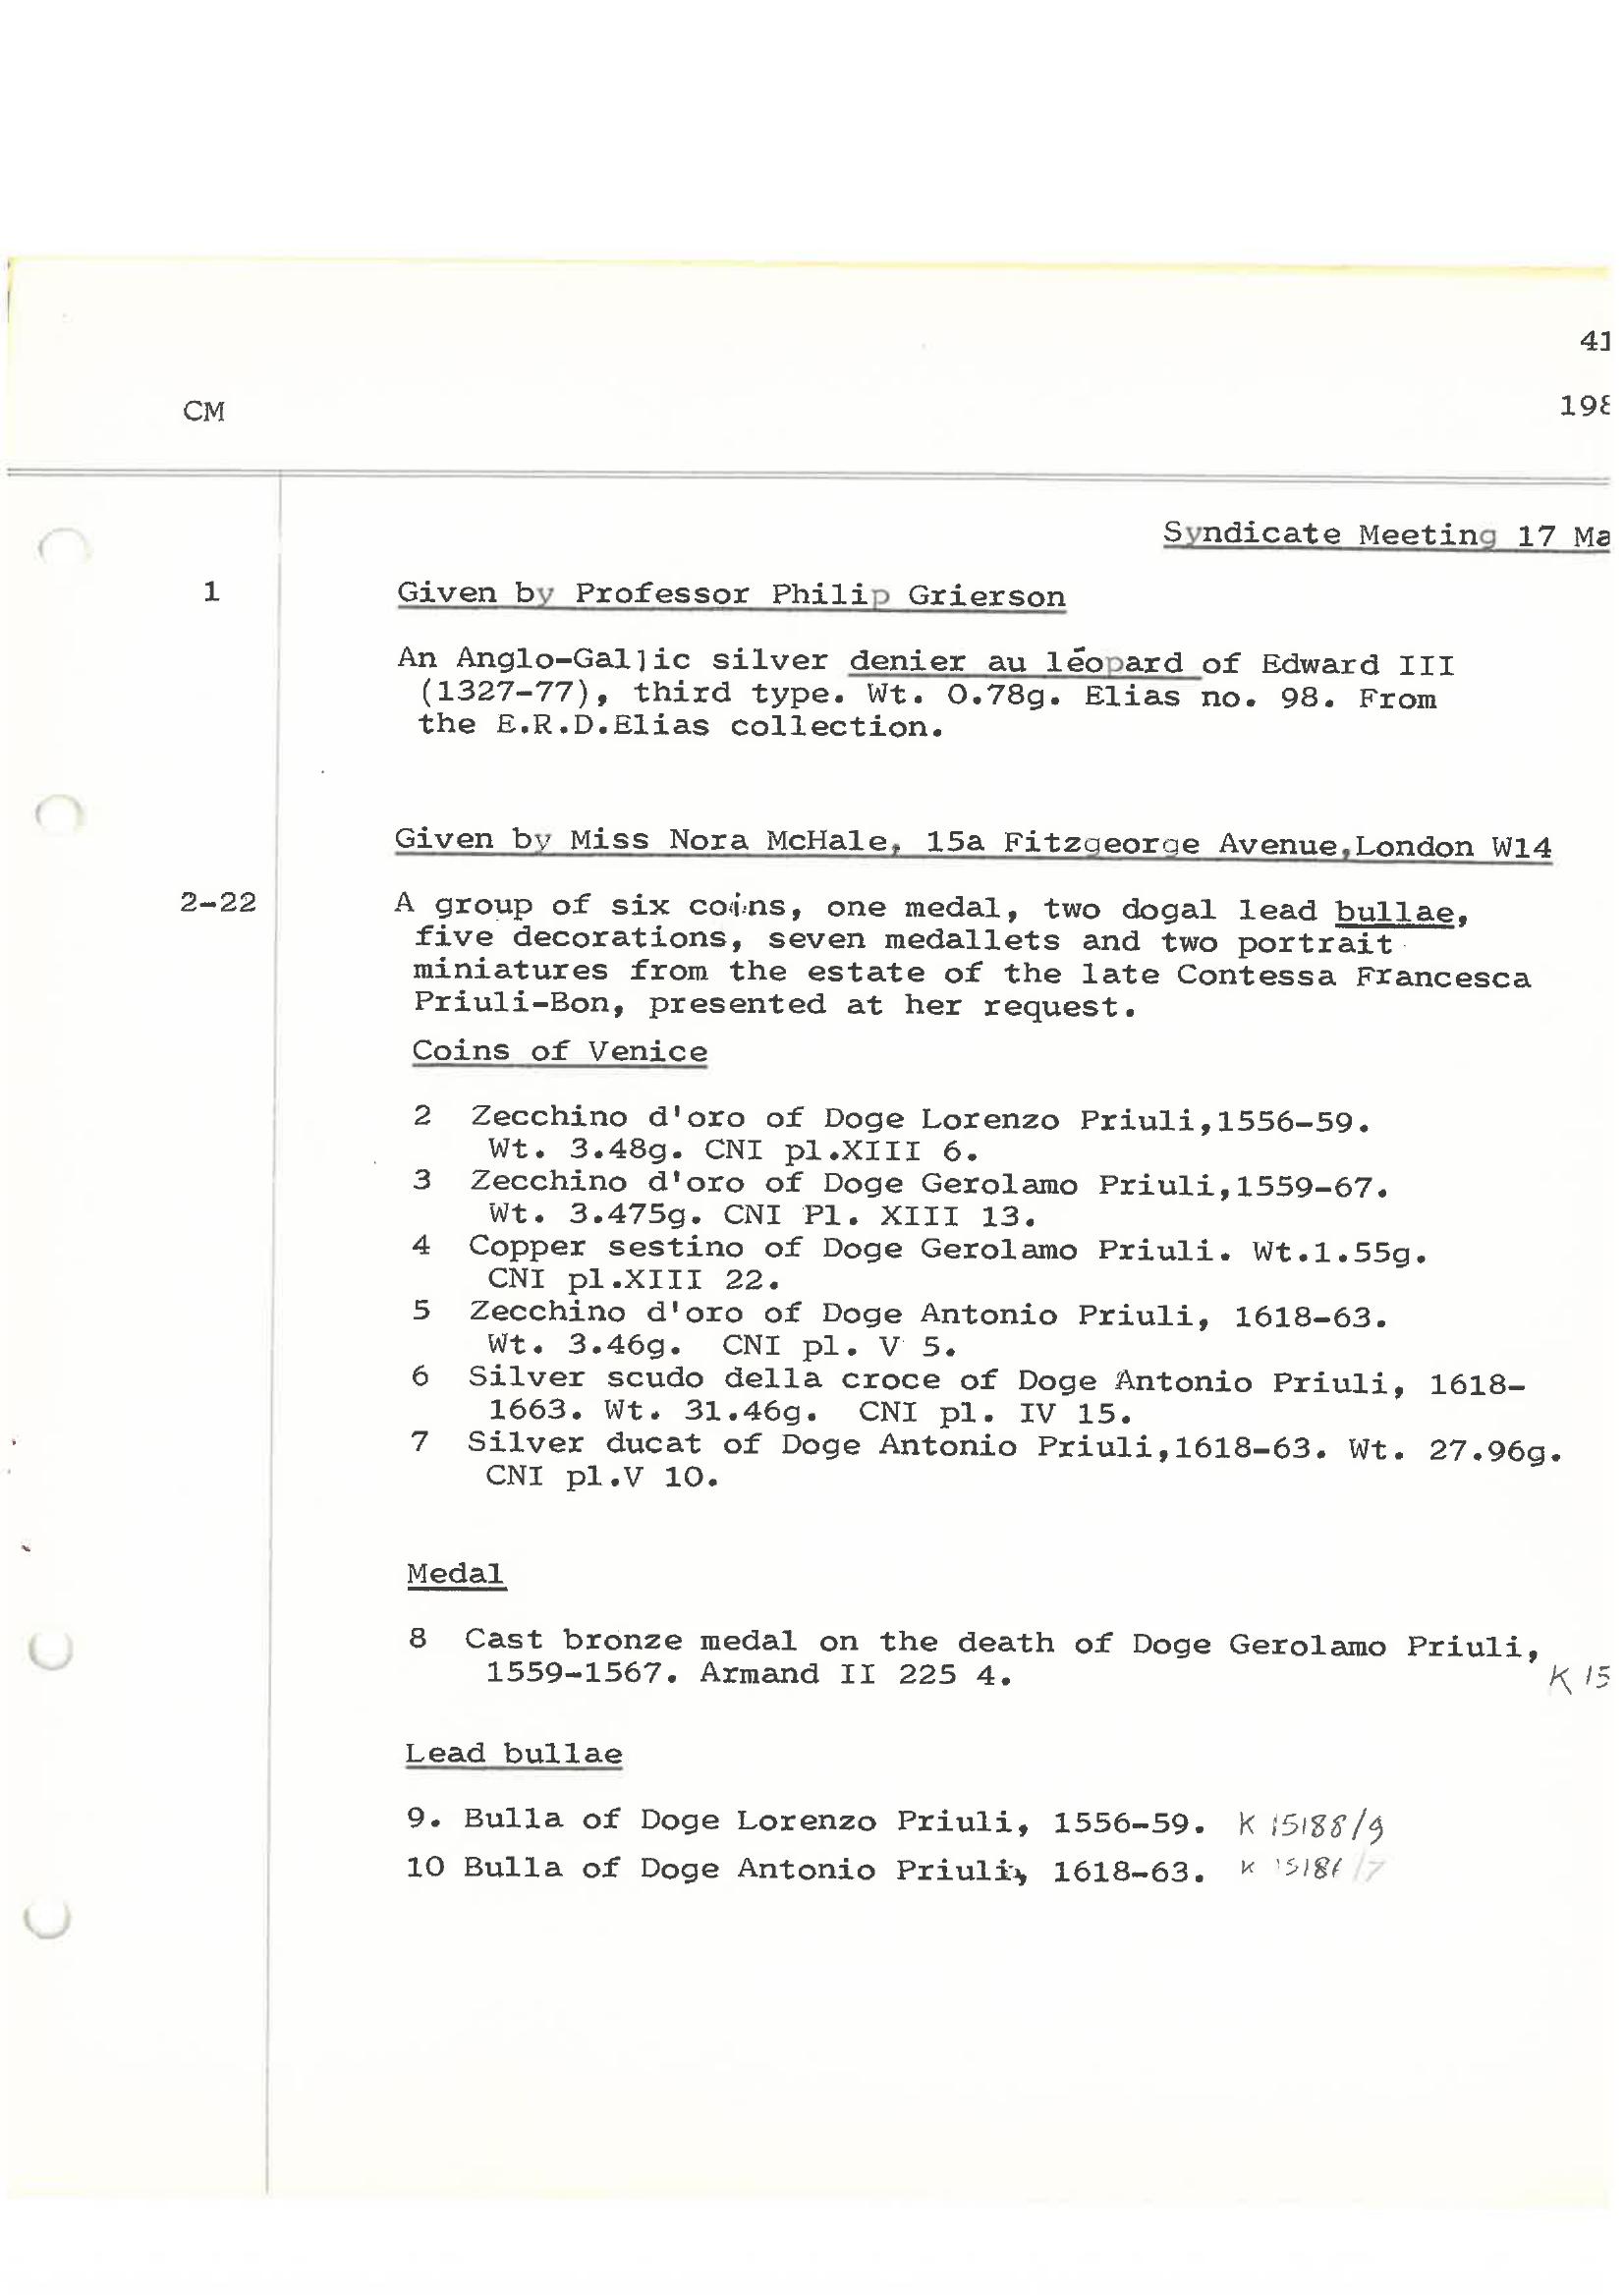 41
CM 198
Syndicate Meeting 17 Ma
1 Given by Professor Philip Grierson
An Anglo-Gallic silver denier au léopard of Edward III
(1327-77), third type. Wt. 0.78g. Elias no. 98. From
the E.R.D.Elias collection.
Given by Miss Nora McHale, 15a Fitzgeorge Avenue,London W14
2-22 A group of six coins, one medal, two dogal lead bullae,
five decorations, seven medallets and two portrait
miniatures from the estate of the late Contessa Francesca
Priuli-Bon, presented at her request.
Coins of Venice
2 Zecchino d'oro of Doge Lorenzo Priuli,1556-59.
Wt. 3.48g. CNI pl.XIII 6.
3 Zecchino d'oro of Doge Gerolamo Priuli,1559-67.
Wt. 3.475g. CNI Pl. XIII 13.
4 Copper sestino of Doge Gerolamo Priuli. Wt.1.55g.
CNI pl.XIII 22.
5 Zecchino d'oro of Doge Antonio Priuli, 1618-63.
Wt. 3.46g. CNI pl. V 5.
6 Silver scudo della croce of Doge Antonio Priuli, 1618-
1663. Wt. 31.46g. CNI pl. IV 15.
7 Silver ducat of Doge Antonio Priuli,1618-63. Wt. 27.96g.
CNI pl.V 10.
Medal
8 Cast bronze medal on the death of Doge Gerolamo Priuli,
1559-1567. Armand II 225 4. K 15
Lead bullae
9. Bulla of Doge Lorenzo Priuli, 1556-59. K 15188/9
10 Bulla of Doge Antonio Priuli, 1618-63. K 15186/7